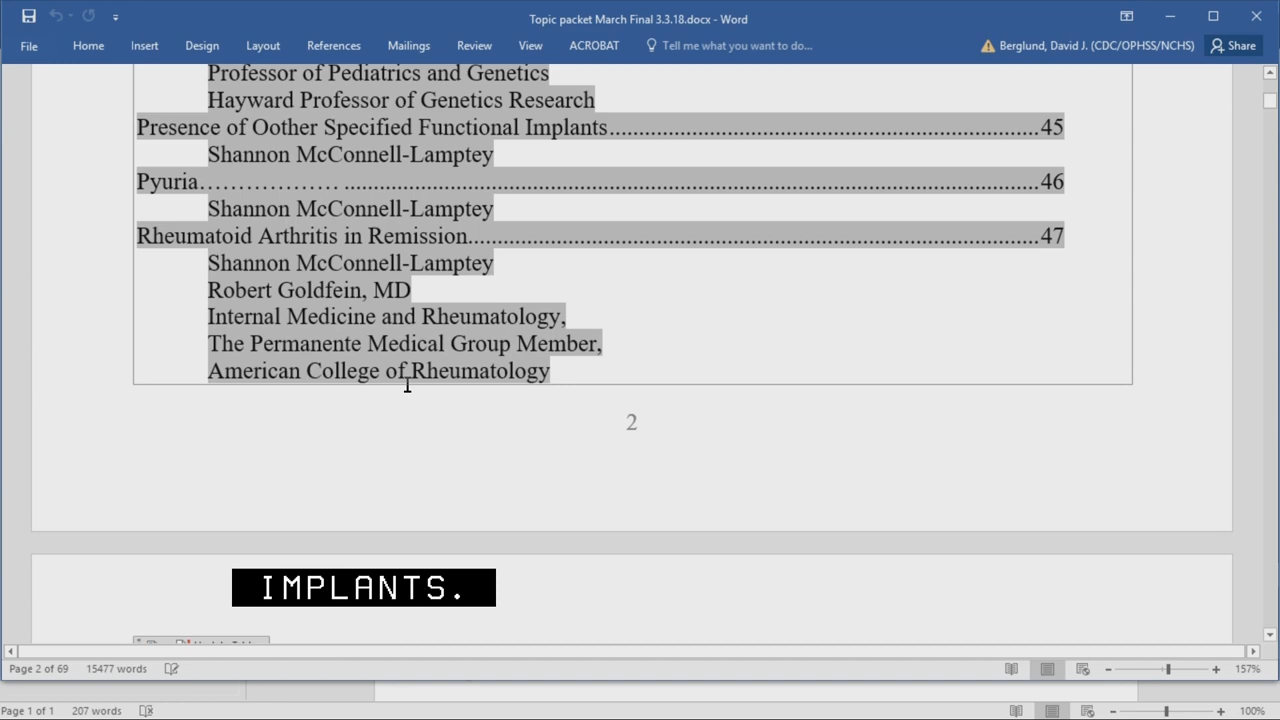 Topic packet March Final 3.3.18.docx - Word
File Home Insert Design Layout References Mailings Review View ACROBAT Tell me what you want to do... Berglund, David J. (CDC/OPHSS/NCHS) Share
Professor of Pediatrics and Genetics
Hayward Professor of Genetics Research
Presence of Oother Specified Functional Implants........................................................................45
Shannon McConnell-Lamptey
Pyuria……………… ....................................................................................................................46
Shannon McConnell-Lamptey
Rheumatoid Arthritis in Remission................................................................................................47
Shannon McConnell-Lamptey
Robert Goldfein, MD
Internal Medicine and Rheumatology,
The Permanente Medical Group Member,
American College of Rheumatology
2
IMPLANTS.
Page 2 of 69 15477 words 157%
Page 1 of 1 207 words 100%